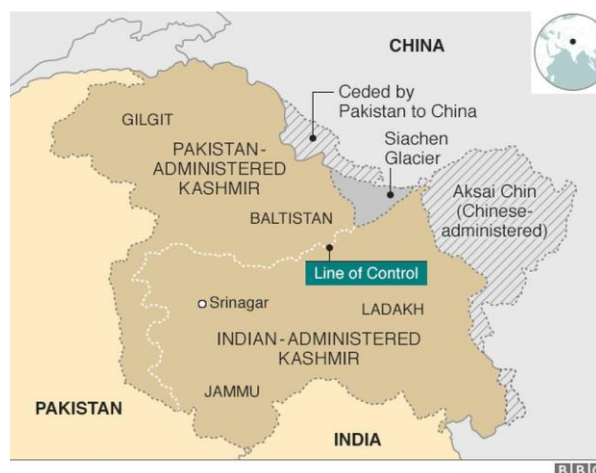 CHINA
Ceded by
Pakistan to China
GILGIT
Siachen
Glacier
PAKISTAN-
ADMINISTERED
KASHMIR
Aksai Chin
(Chinese-
administered)
BALTISTAN
Line of Control
Srinagar
LADAKH
INDIAN-ADMINISTERED
KASHMIR
JAMMU
PAKISTAN
INDIA
BBC